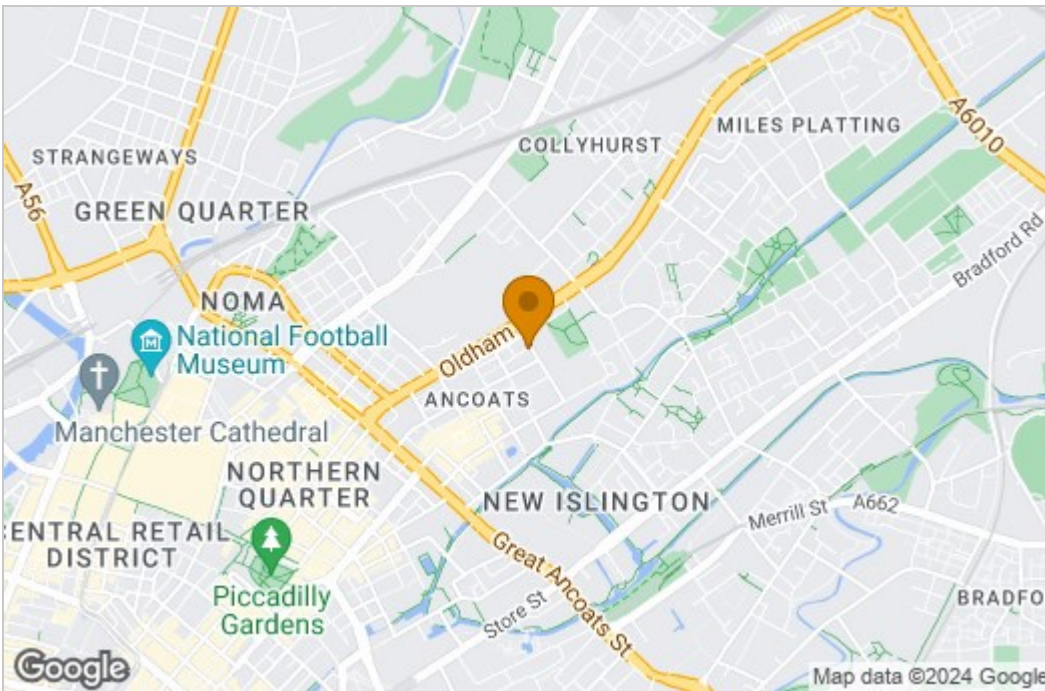 MILES PLATTING
COLLYHURST
A6010
STRANGEWAYS
A56
GREEN QUARTER
Bradford Rd
NOMA
National Football
Museum
Oldham
ANCOATS
Manchester Cathedral
NORTHERN
QUARTER
NEW ISLINGTON
Merrill St
A662
CENTRAL RETAIL
DISTRICT
Great Ancoats St
Store St
Piccadilly
Gardens
BRADFO
Google
Map data ©2024 Google